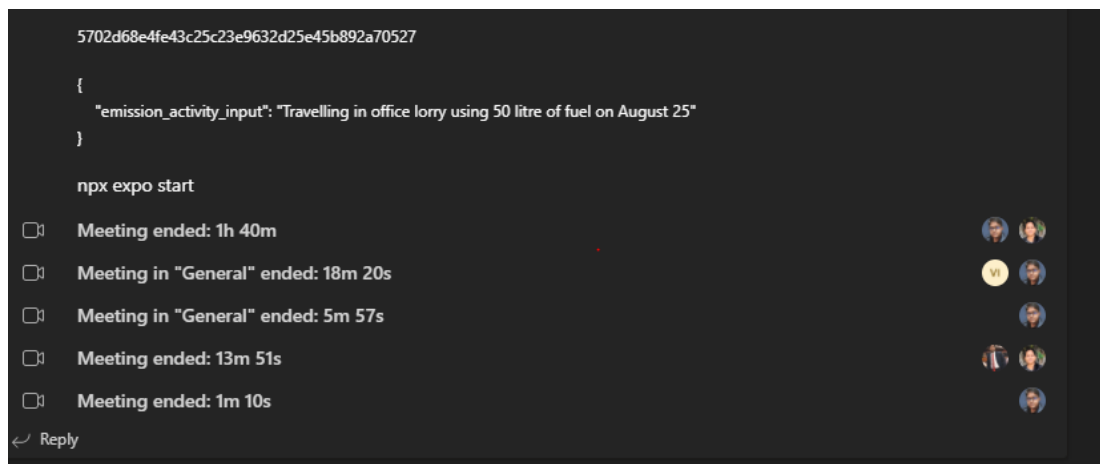 5702d68e4fe43c25c23e9632d25e45b892a70527
{
"emission_activity_input": "Travelling in office lorry using 50 litre of fuel on August 25"
}
npx expo start
Meeting ended: 1h 40m
Meeting in "General" ended: 18m 20s
VI
Meeting in "General" ended: 5m 57s
Meeting ended: 13m 51s
Meeting ended: 1m 10s
Reply